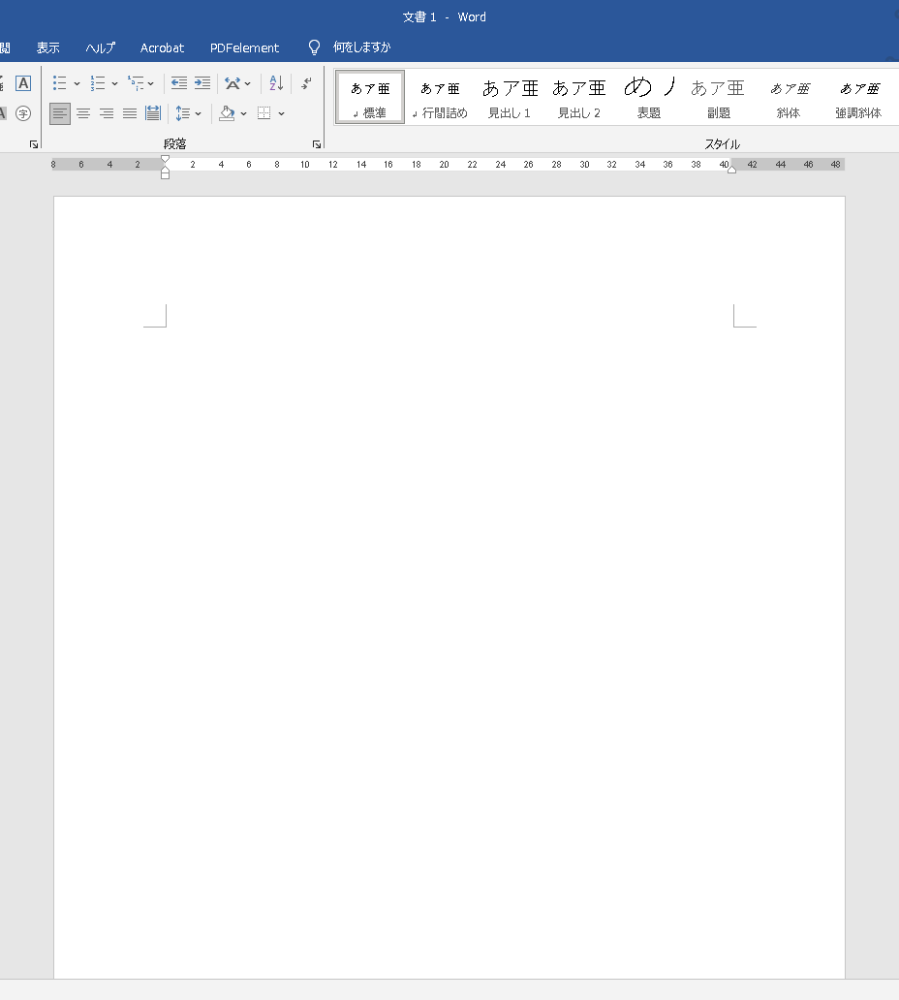 文書 1 - Word
閲 表示 ヘルプ Acrobat PDFelement 何をしますか
A
字
あア亜 あア亜 あア亜 あア亜 め ノ あア亜 あア亜 あア亜
↲ 標準 ↲ 行間詰め 見出し 1 見出し 2 表題 副題 斜体 強調斜体
段落 スタイル
8 6 4 2 2 4 6 8 10 12 14 16 18 20 22 24 26 28 30 32 34 36 38 40 42 44 46 48